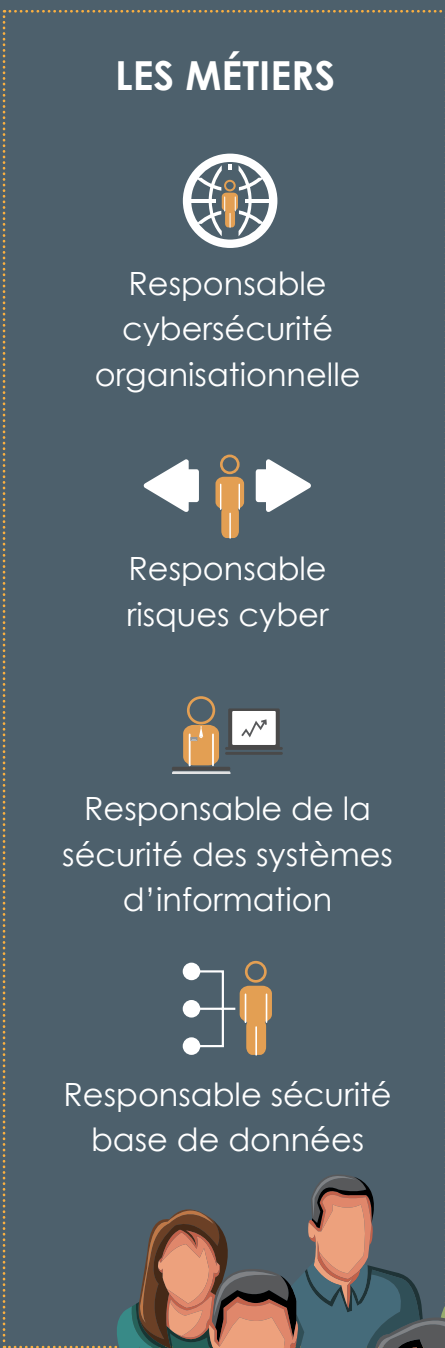 LES MÉTIERS
Responsable
cybersécurité
organisationnelle
Responsable
risques cyber
Responsable de la
sécurité des systèmes
d’information
Responsable sécurité
base de données